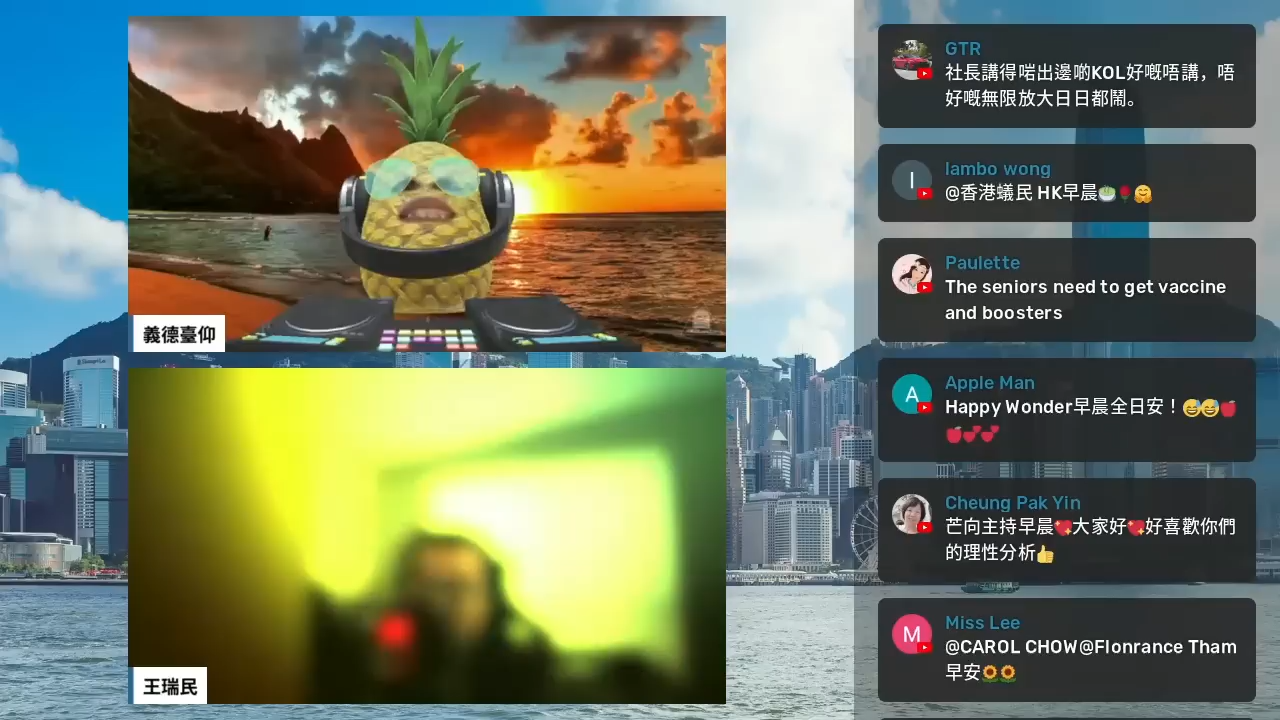 義德臺仰
王瑞民
GTR
社長講得啱出邊啲KOL好嘅唔講，唔
好嘅無限放大日日都鬧。
I
lambo wong
@香港蟻民 HK早晨🍵🌹🤗
Paulette
The seniors need to get vaccine
and boosters
A
Apple Man
Happy Wonder早晨全日安！😅😅🍎
🍎💕💕
Cheung Pak Yin
芒向主持早晨💖大家好💖好喜歡你們
的理性分析👍
M
Miss Lee
@CAROL CHOW@Flonrance Tham
早安🌻🌻